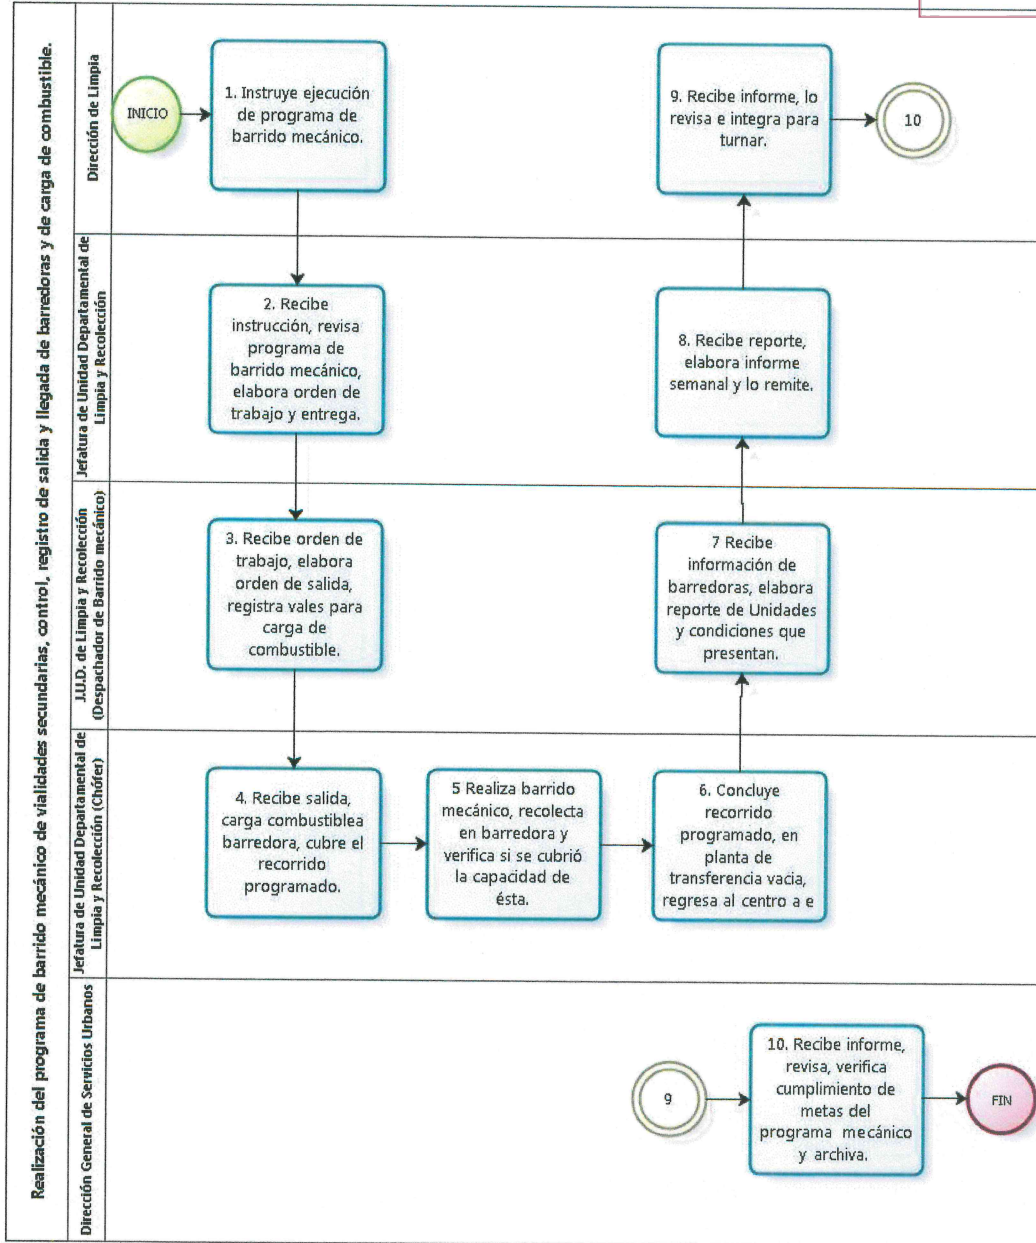 Realización del programa de barrido mecánico de vialidades secundarias, control, registro de salida y llegada de barredoras y de carga de combustible.
Dirección de Limpia
INICIO
1. Instruye ejecución
de programa de
barrido mecánico.
9. Recibe informe, lo
revisa e integra para
turnar.
10
Jefatura de Unidad Departamental de
Limpia y Recolección
2. Recibe
instrucción, revisa
programa de
barrido mecánico,
elabora orden de
trabajo y entrega.
8. Recibe reporte,
elabora informe
semanal y lo remite.
J.U.D. de Limpia y Recolección
(Despachador de Barrido mecánico)
3. Recibe orden de
trabajo, elabora
orden de salida,
registra vales para
carga de
combustible.
7 Recibe
información de
barredoras, elabora
reporte de Unidades
y condiciones que
presentan.
Jefatura de Unidad Departamental de
Limpia y Recolección (Chófer)
4. Recibe salida,
carga combustiblea
barredora, cubre el
recorrido
programado.
5 Realiza barrido
mecánico, recolecta
en barredora y
verifica si se cubrió
la capacidad de
ésta.
6. Concluye
recorrido
programado, en
planta de
transferencia vacia,
regresa al centro a e
Dirección General de Servicios Urbanos
9
10. Recibe informe,
revisa, verifica
cumplimiento de
metas del
programa mecánico
y archiva.
FIN